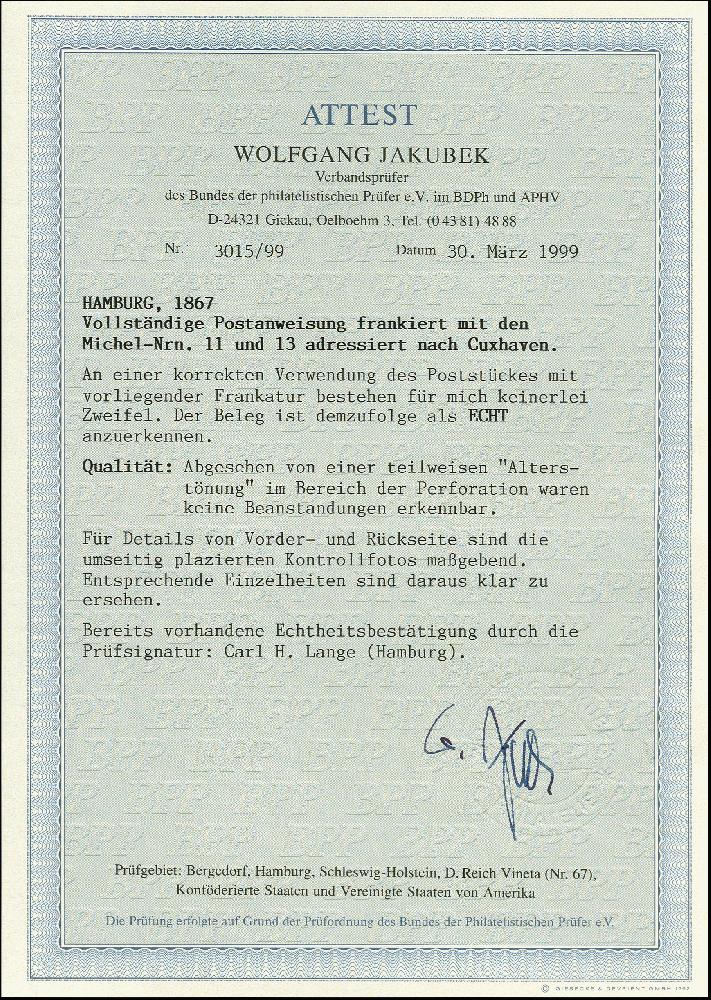 ATTEST
WOLFGANG JAKUBEK
Verbandsprüfer
des Bundes der philatelistischen Prüfer e.V. im BDPh und APHV
D-24321 Giekau, Oelboehm 3, Tel. (0 43 81) 48 88
Nr. 3015/99 Datum 30. März 1999
HAMBURG, 1867
Vollständige Postanweisung frankiert mit den
Michel-Nrn. 11 und 13 adressiert nach Cuxhaven.
An einer korrekten Verwendung des Poststückes mit
vorliegender Frankatur bestehen für mich keinerlei
Zweifel. Der Beleg ist demzufolge als ECHT
anzuerkennen.
Qualität: Abgesehen von einer teilweisen "Alters-
tönung" im Bereich der Perforation waren
keine Beanstandungen erkennbar.
Für Details von Vorder- und Rückseite sind die
umseitig plazierten Kontrollfotos maßgebend.
Entsprechende Einzelheiten sind daraus klar zu
ersehen.
Bereits vorhandene Echtheitsbestätigung durch die
Prüfsignatur: Carl H. Lange (Hamburg).
Prüfgebiet: Bergedorf, Hamburg, Schleswig-Holstein, D. Reich Vineta (Nr. 67),
Konföderierte Staaten und Vereinigte Staaten von Amerika
Die Prüfung erfolgte auf Grund der Prüfordnung des Bundes der Philatelistischen Prüfer e.V.
© GIESECKE & DEVRIENT GMBH